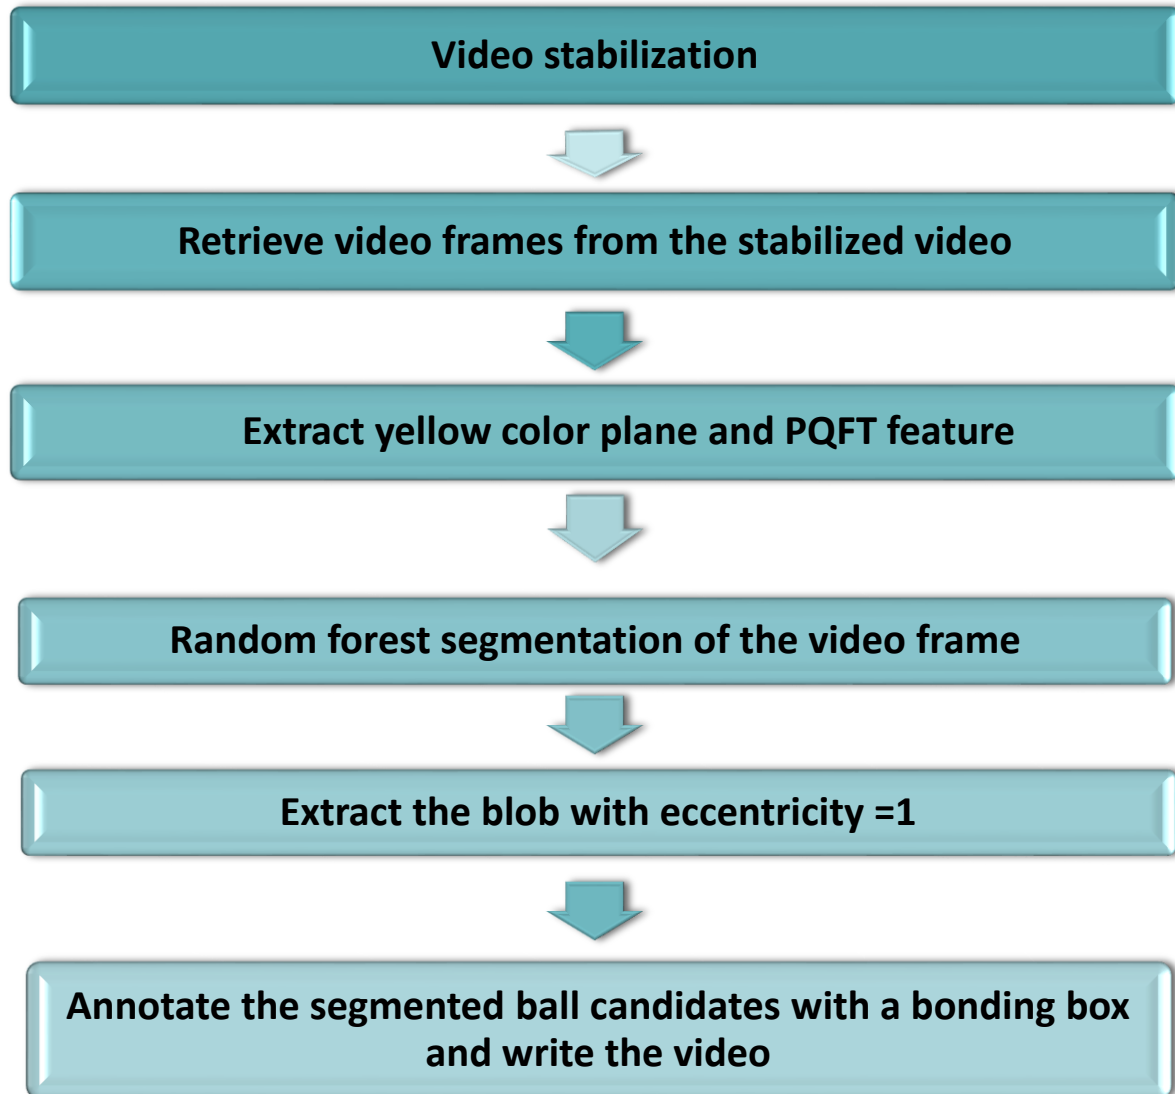 Video stabilization
Retrieve video frames from the stabilized video
Extract yellow color plane and PQFT feature
Random forest segmentation of the video frame
Extract the blob with eccentricity =1
Annotate the segmented ball candidates with a bonding box
and write the video